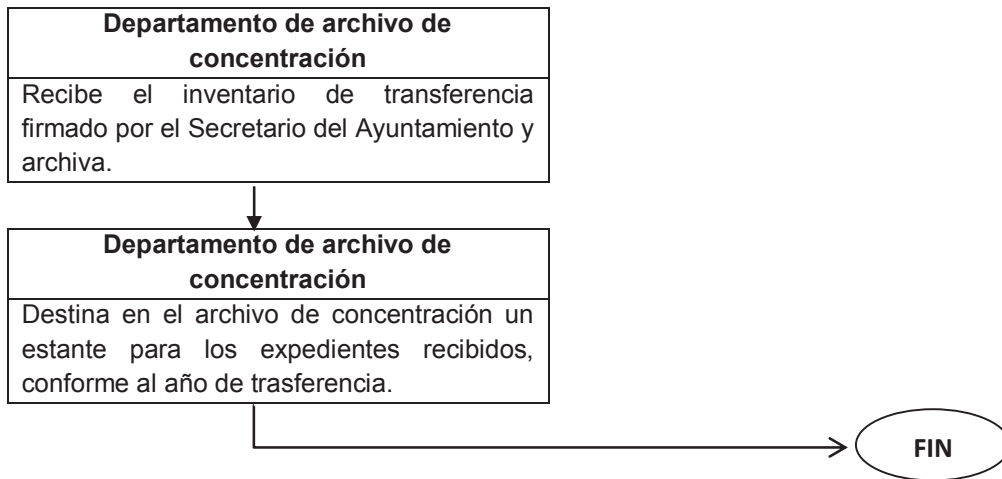 Departamento de archivo de
concentración
Recibe el inventario de transferencia
firmado por el Secretario del Ayuntamiento y
archiva.
Departamento de archivo de
concentración
Destina en el archivo de concentración un
estante para los expedientes recibidos,
conforme al año de trasferencia.
FIN